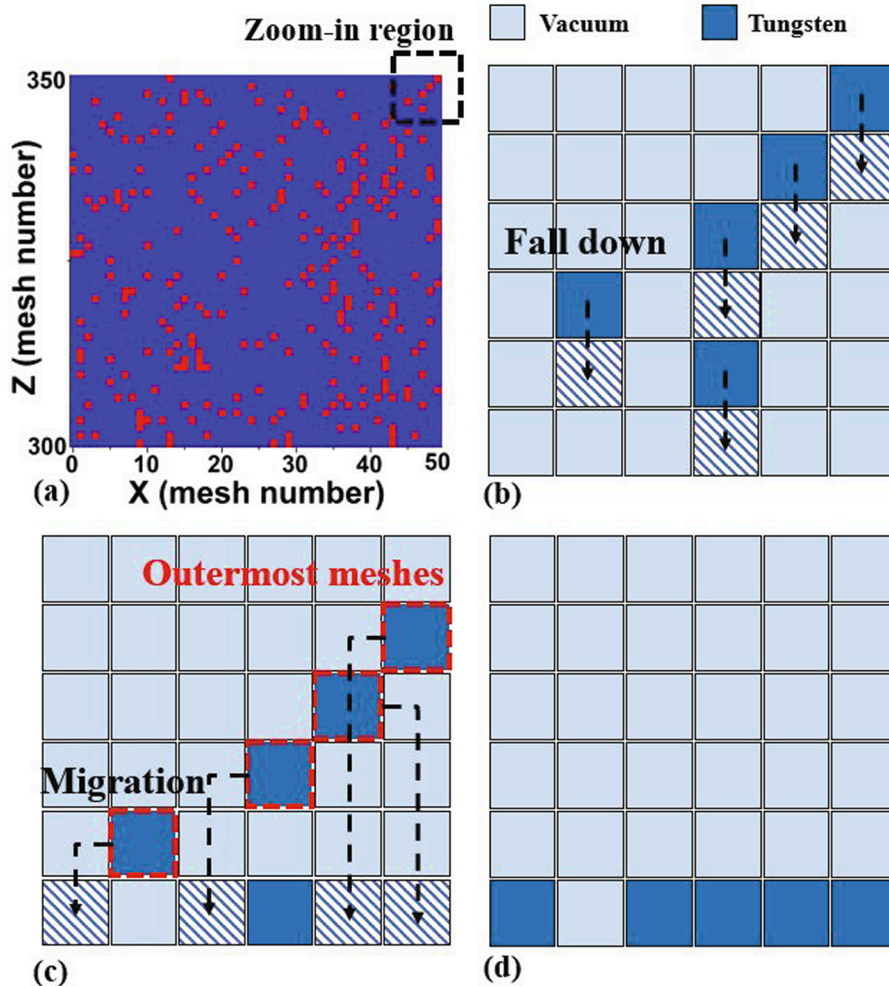 Zoom-in region
Vacuum
Tungsten
350
Z (mesh number)
300
0 10 20 30 40 50
X (mesh number)
(a)
Fall down
(b)
Outermost meshes
Migration
(c)
(d)